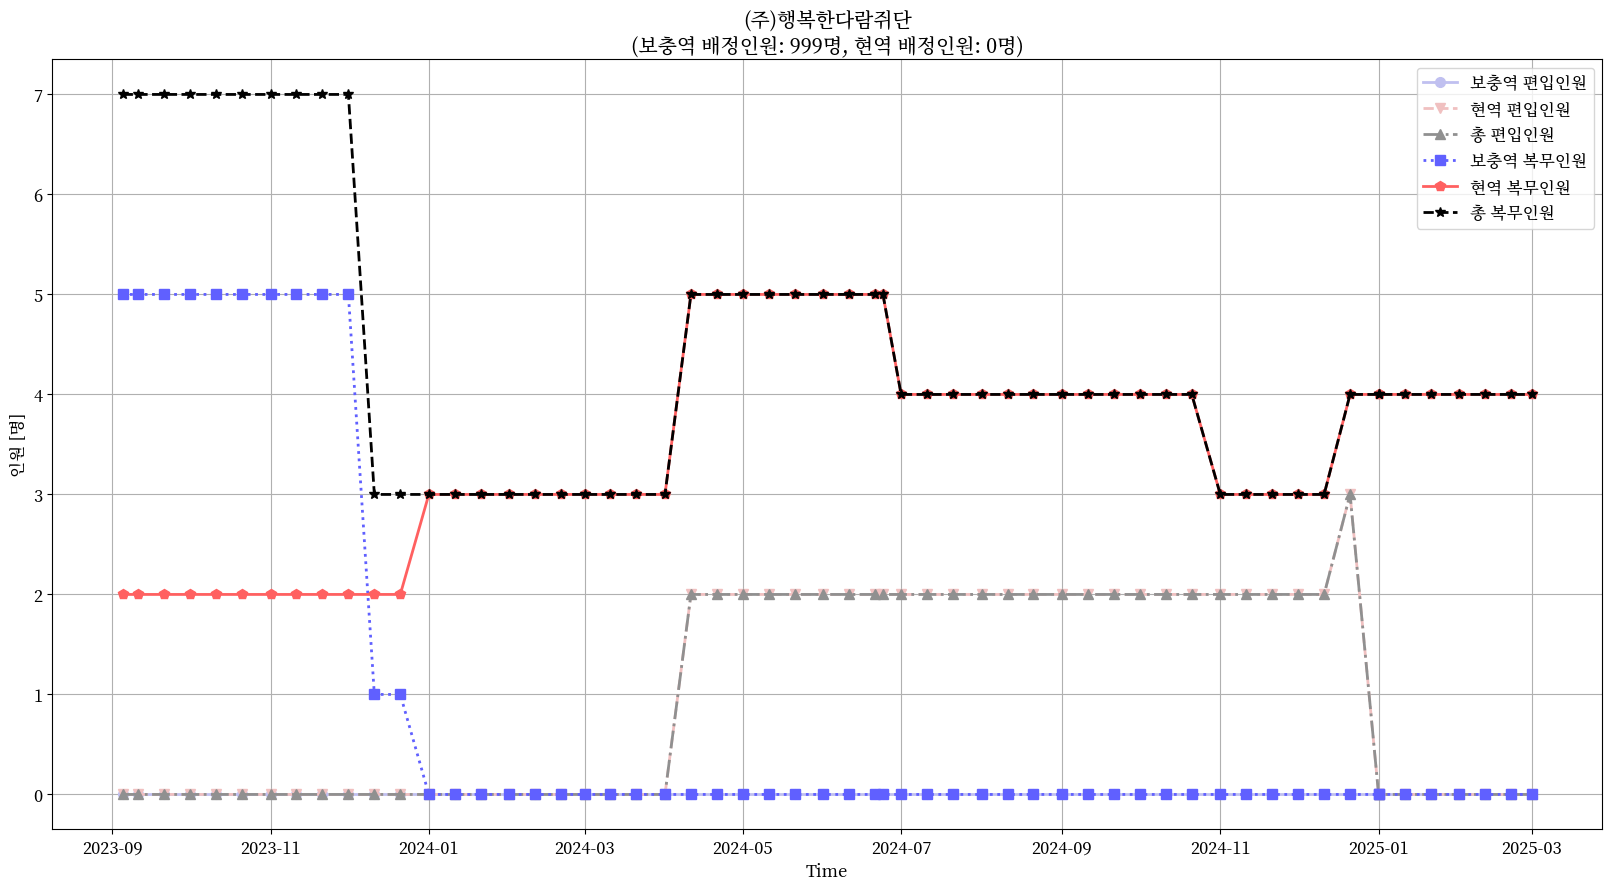 (주)행복한다람쥐단
(보충역 배정인원: 999명, 현역 배정인원: 0명)
보충역 편입인원
현역 편입인원
총 편입인원
보충역 복무인원
현역 복무인원
총 복무인원
인원 [명]
7
6
5
4
3
2
1
0
2023-09 2023-11 2024-01 2024-03 2024-05 2024-07 2024-09 2024-11 2025-01 2025-03
Time